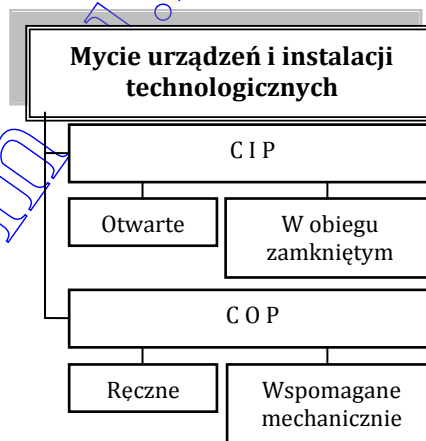 Mycie urządzeń i instalacji
technologicznych
C I P
Otwarte
W obiegu
zamkniętym
C O P
Ręczne
Wspomagane
mechanicznie